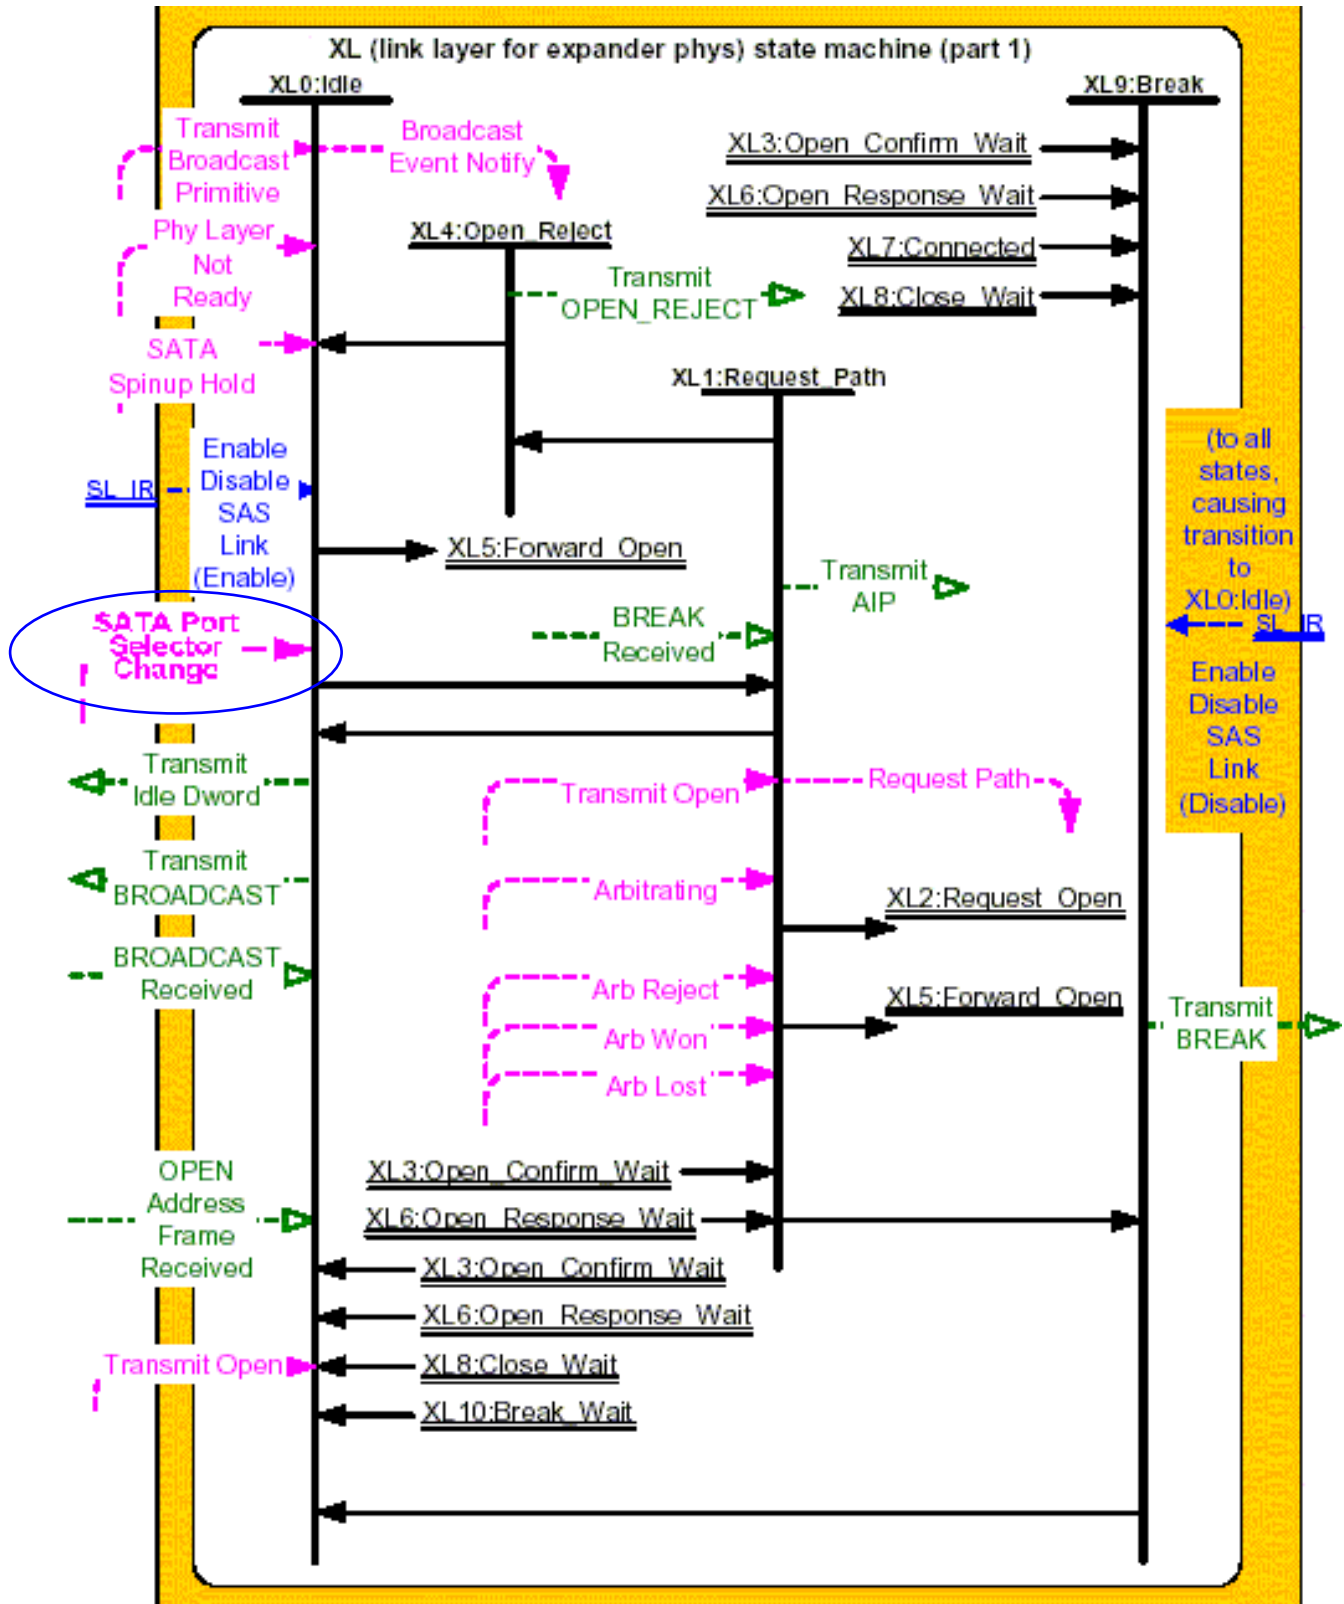 XL (link layer for expander phys) state machine (part 1)
XL0:Idle
XL9:Break
Transmit
Broadcast
Primitive
Broadcast
Event Notify
XL3:Open_Confirm_Wait
XL6:Open_Response_Wait
XL7:Connected
XL8:Close_Wait
Phy Layer
Not
Ready
XL4:Open_Reject
Transmit
OPEN_REJECT
SATA
Spinup Hold
XL1:Request_Path
SL_IR
Enable
Disable
SAS
Link
(Enable)
XL5:Forward_Open
(to all
states,
causing
transition
to
XL0:Idle)
SL_IR
Enable
Disable
SAS
Link
(Disable)
Transmit
AIP
BREAK
Received
SATA Port
Selector
Change
Transmit
Idle Dword
Transmit Open
Request Path
Transmit
BROADCAST
Arbitrating
XL2:Request_Open
BROADCAST
Received
Arb Reject
XL5:Forward_Open
Arb Won
Arb Lost
Transmit
BREAK
OPEN
Address
Frame
Received
XL3:Open_Confirm_Wait
XL6:Open_Response_Wait
XL3:Open_Confirm_Wait
XL6:Open_Response_Wait
Transmit Open
XL8:Close_Wait
XL10:Break_Wait